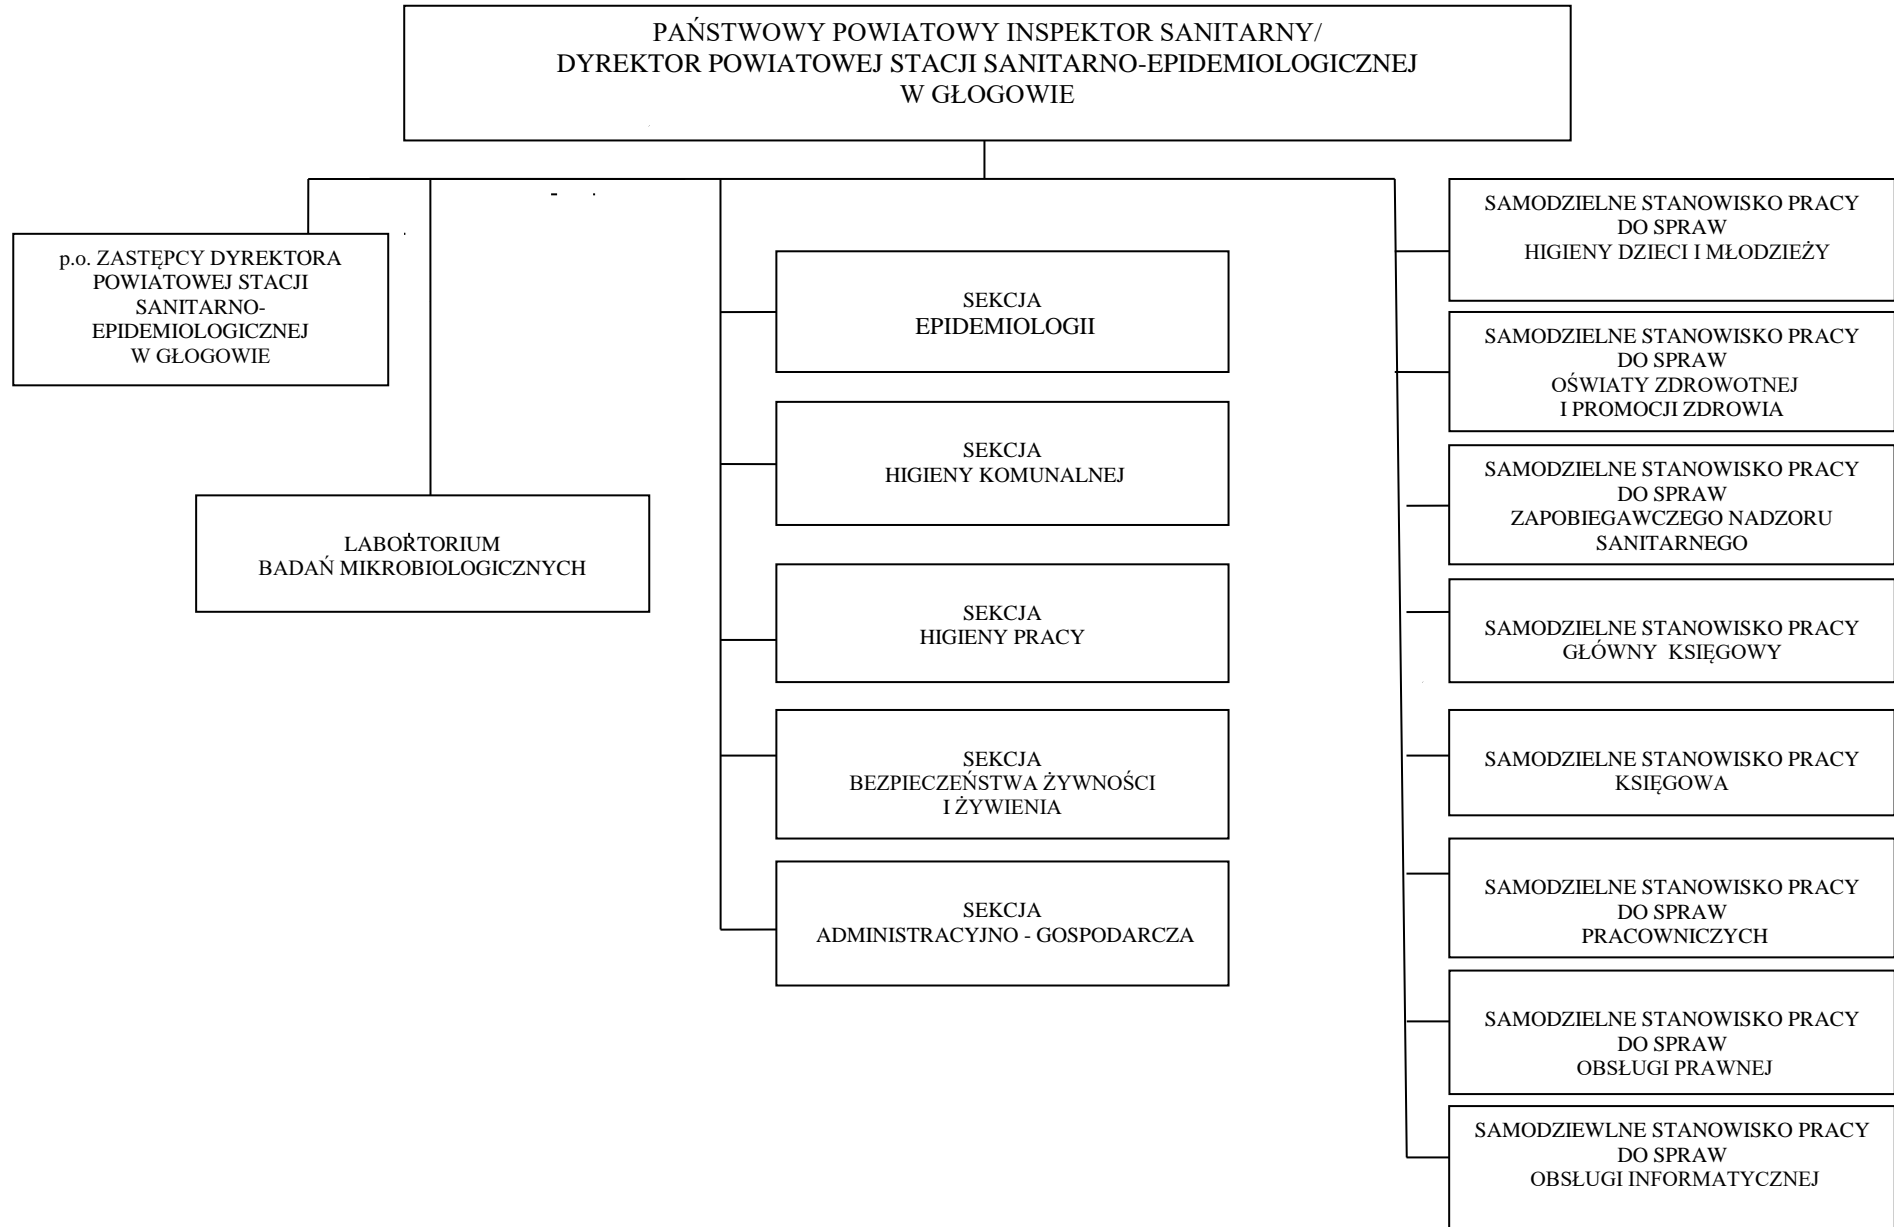 PAŃSTWOWY POWIATOWY INSPEKTOR SANITARNY/
DYREKTOR POWIATOWEJ STACJI SANITARNO-EPIDEMIOLOGICZNEJ
W GŁOGOWIE
p.o. ZASTĘPCY DYREKTORA
POWIATOWEJ STACJI
SANITARNO-
EPIDEMIOLOGICZNEJ
W GŁOGOWIE
LABORTORIUM
BADAŃ MIKROBIOLOGICZNYCH
SEKCJA
EPIDEMIOLOGII
SEKCJA
HIGIENY KOMUNALNEJ
SEKCJA
HIGIENY PRACY
SEKCJA
BEZPIECZEŃSTWA ŻYWNOŚCI
I ŻYWIENIA
SEKCJA
ADMINISTRACYJNO - GOSPODARCZA
SAMODZIELNE STANOWISKO PRACY
DO SPRAW
HIGIENY DZIECI I MŁODZIEŻY
SAMODZIELNE STANOWISKO PRACY
DO SPRAW
OŚWIATY ZDROWOTNEJ
I PROMOCJI ZDROWIA
SAMODZIELNE STANOWISKO PRACY
DO SPRAW
ZAPOBIEGAWCZEGO NADZORU
SANITARNEGO
SAMODZIELNE STANOWISKO PRACY
GŁÓWNY KSIĘGOWY
SAMODZIELNE STANOWISKO PRACY
KSIĘGOWA
SAMODZIELNE STANOWISKO PRACY
DO SPRAW
PRACOWNICZYCH
SAMODZIELNE STANOWISKO PRACY
DO SPRAW
OBSŁUGI PRAWNEJ
SAMODZIEWLNE STANOWISKO PRACY
DO SPRAW
OBSŁUGI INFORMATYCZNEJ